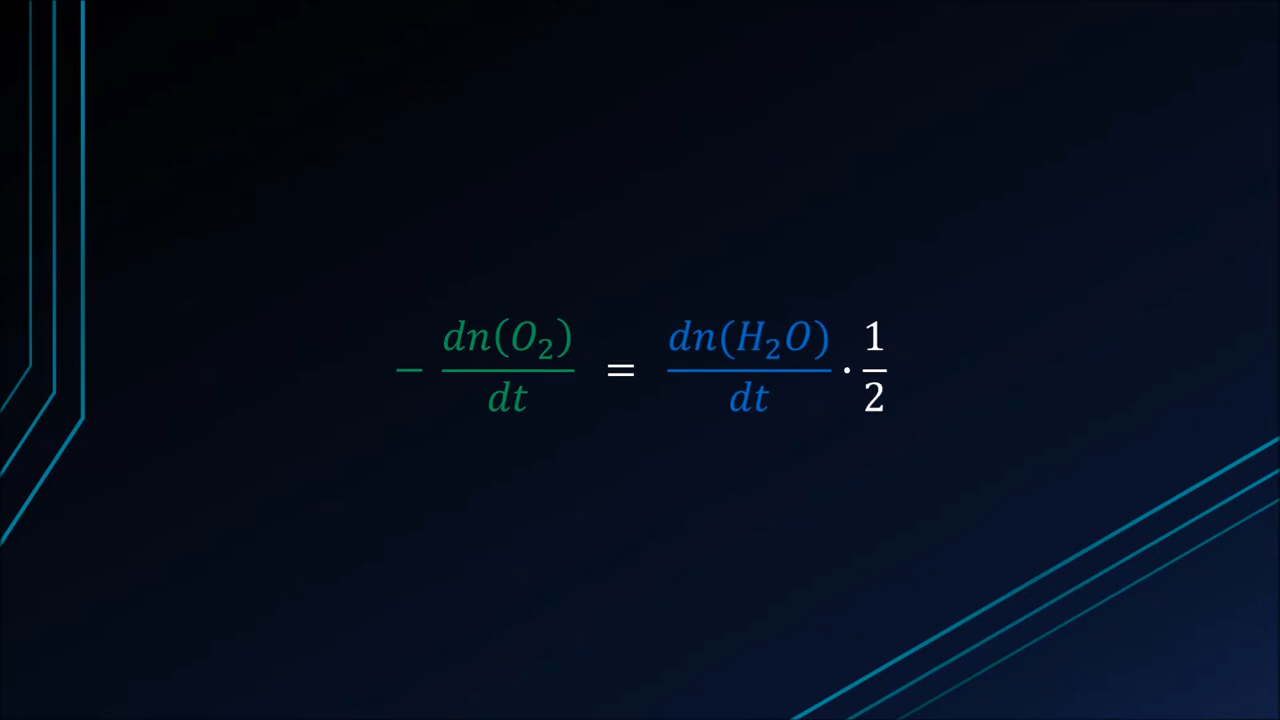 − dn(O₂)/dt = dn(H₂O)/dt · 1/2